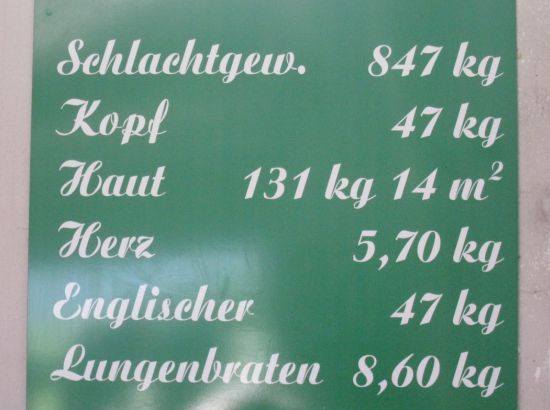 Schlachtgew. 847 kg
Kopf 47 kg
Haut 131 kg 14 m²
Herz 5,70 kg
Englischer 47 kg
Lungenbraten 8,60 kg